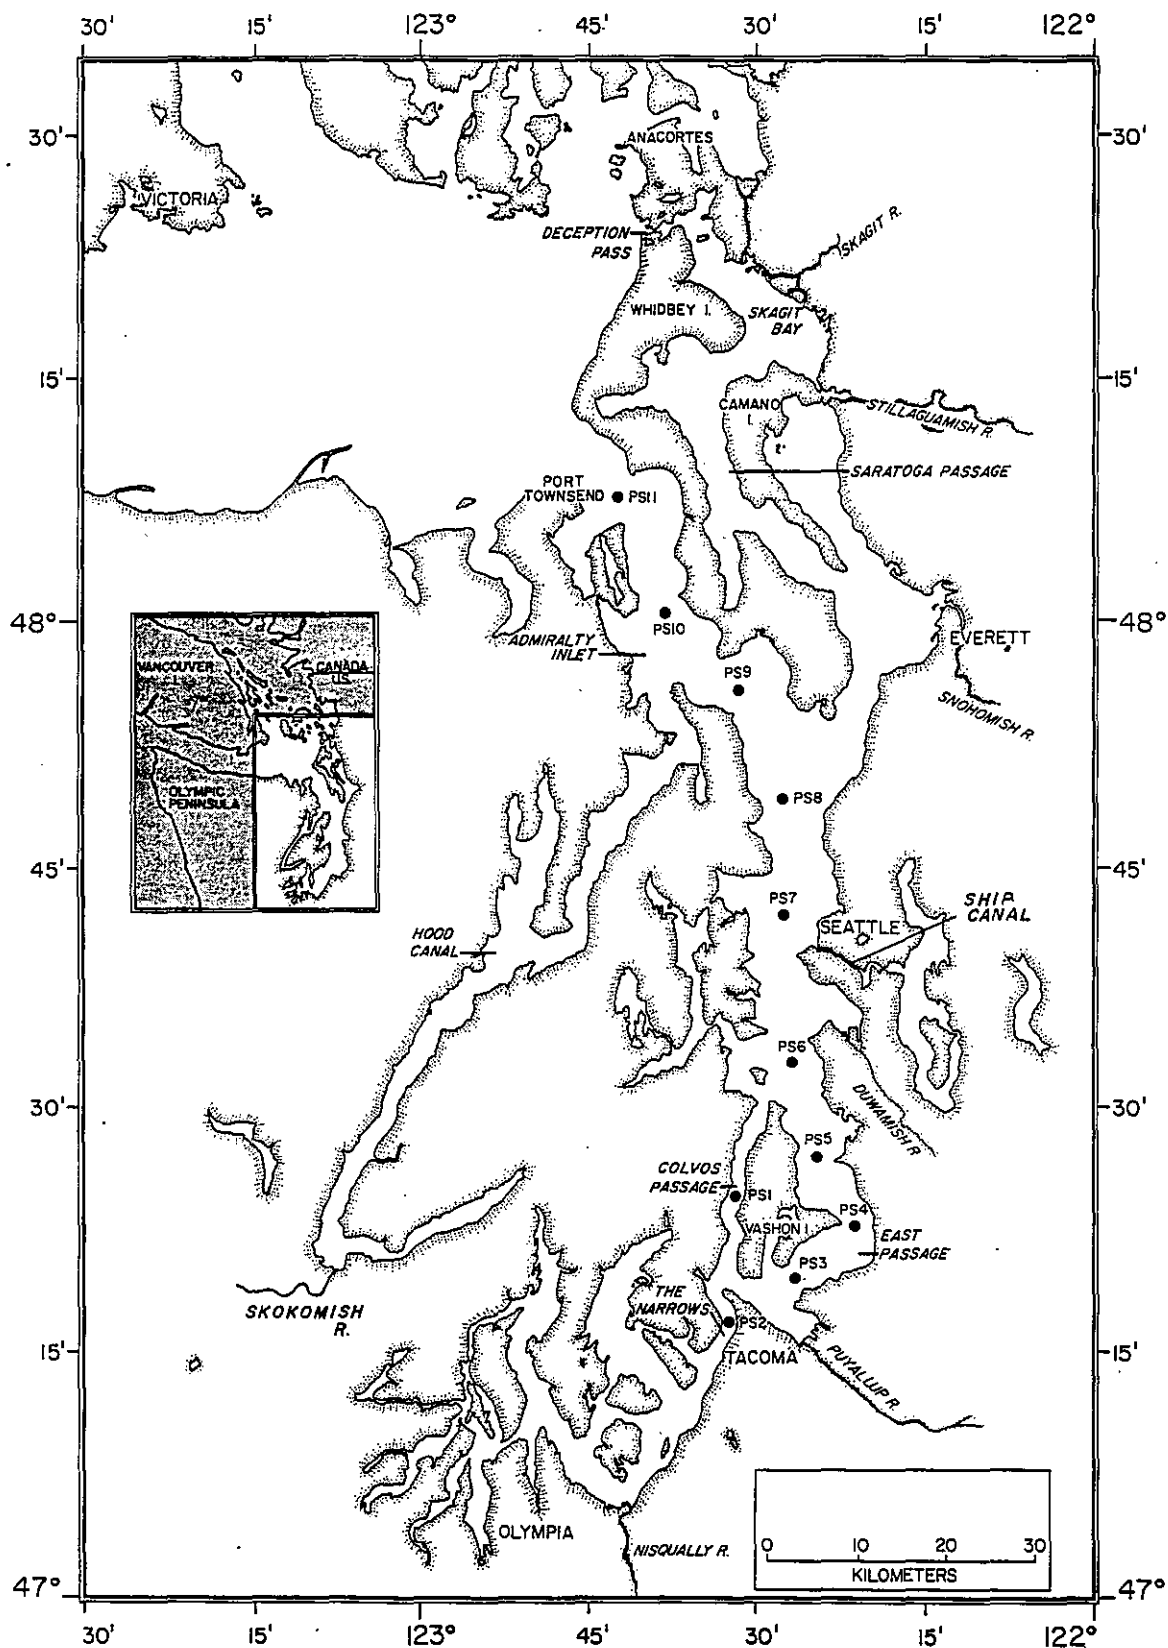 30'
15'
123°
45'
30'
15'
122°
30'
30'
ANACORTES
VICTORIA
DECEPTION
PASS
SKAGIT R.
WHIDBEY I.
SKAGIT
BAY
15'
15'
CAMANO
I.
STILLAGUAMISH R.
SARATOGA PASSAGE
PORT
TOWNSEND
PS11
48°
48°
PS10
ADMIRALTY
INLET
EVERETT
PS9
SNOHOMISH R.
VANCOUVER
I.
CANADA
U.S.
OLYMPIC
PENINSULA
PS8
45'
45'
PS7
SEATTLE
SHIP
CANAL
HOOD
CANAL
PS6
30'
30'
DUWAMISH R.
PS5
COLVOS
PASSAGE
PS1
VASHON I.
PS4
EAST
PASSAGE
PS3
SKOKOMISH
R.
THE
NARROWS
PS2
15'
15'
TACOMA
PUYALLUP R.
OLYMPIA
NISQUALLY R.
0 10 20 30
KILOMETERS
47°
47°
30'
15'
123°
45'
30'
15'
122°